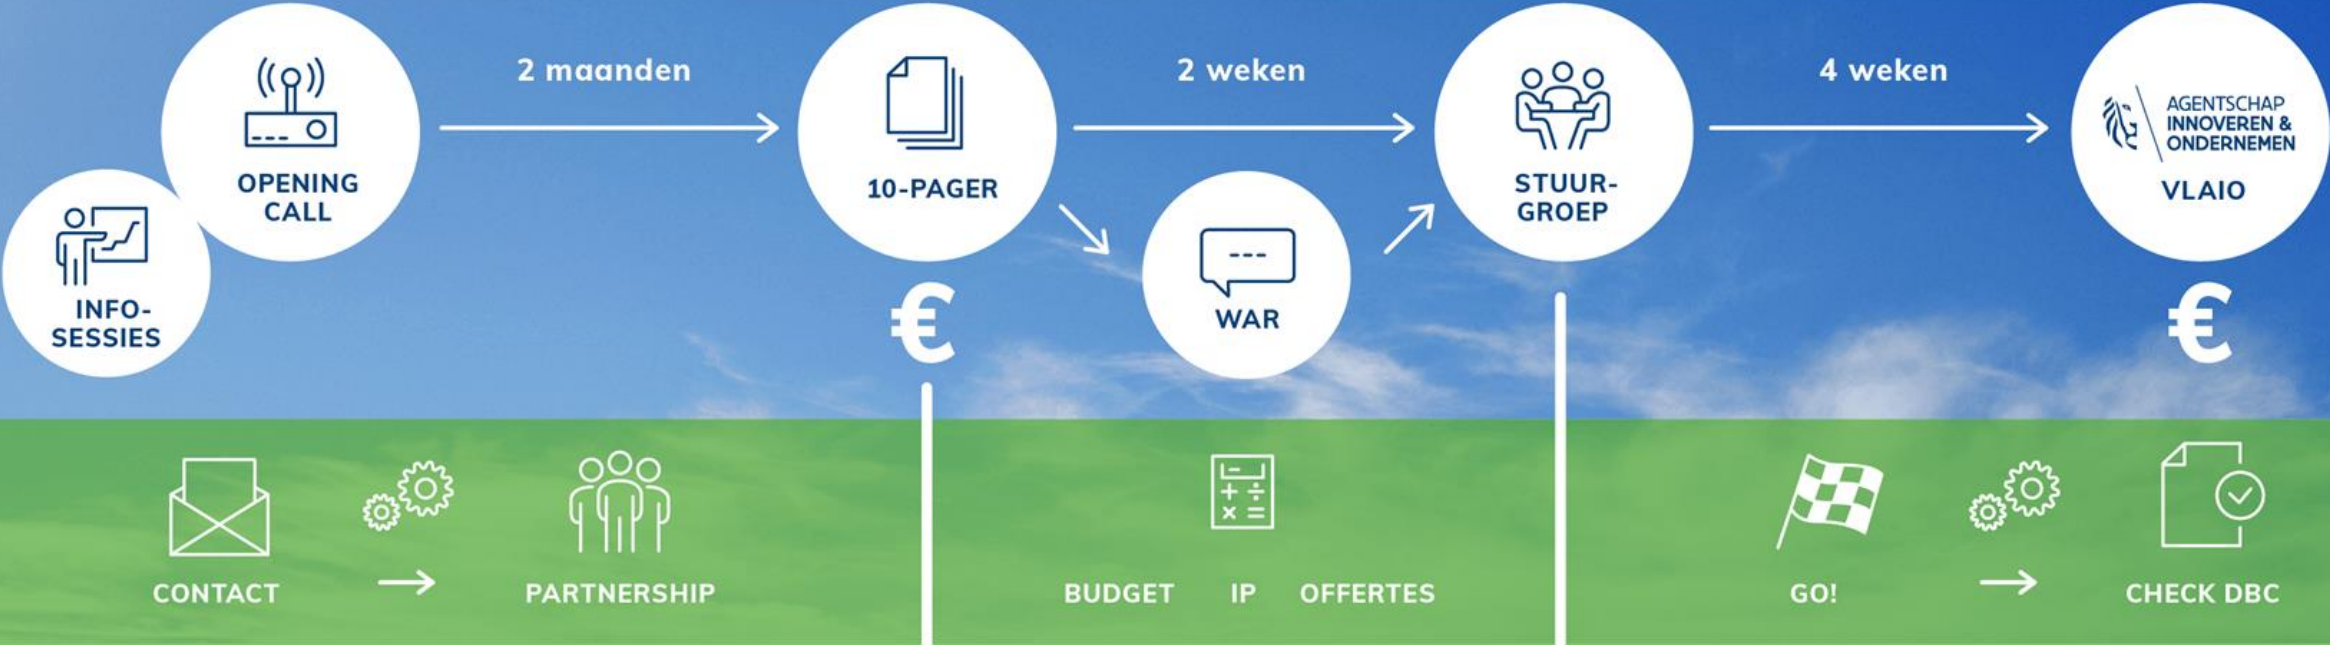 2 maanden
2 weken
4 weken
OPENING
CALL
INFO-
SESSIES
10-PAGER
€
WAR
STUUR-
GROEP
AGENTSCHAP
INNOVEREN &
ONDERNEMEN
VLAIO
€
CONTACT
PARTNERSHIP
BUDGET IP OFFERTES
GO!
CHECK DBC